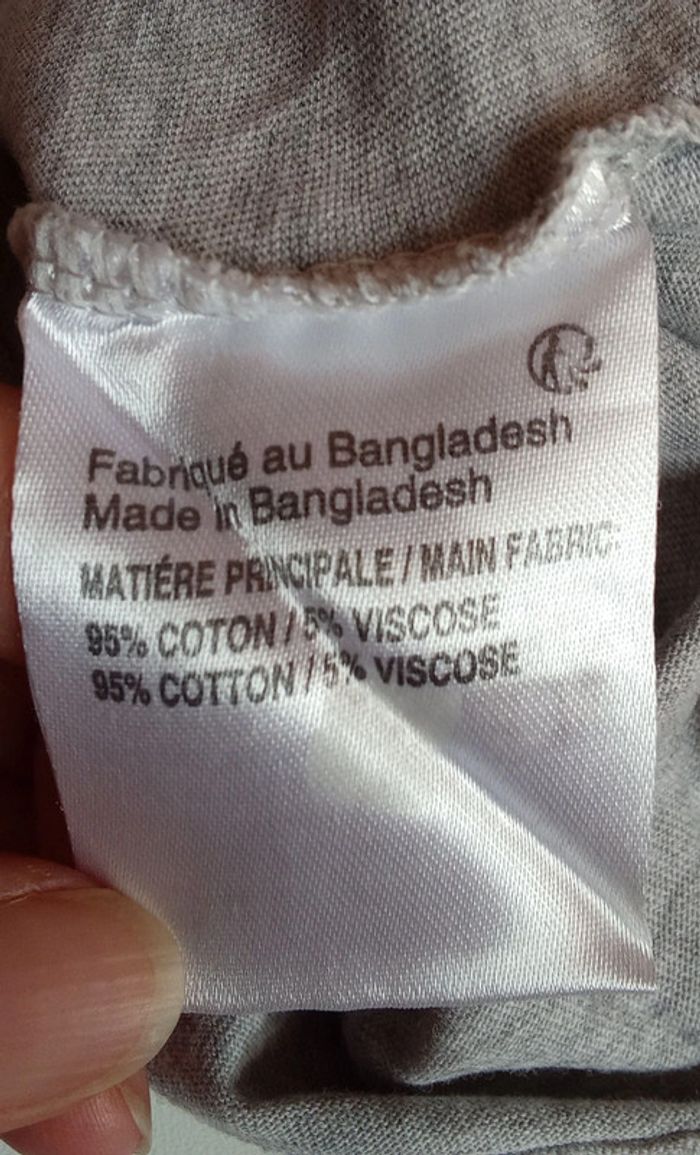 Fabriqué au Bangladesh
Made in Bangladesh
MATIÉRE PRINCIPALE / MAIN FABRIC:
95% COTON / 5% VISCOSE
95% COTTON / 5% VISCOSE